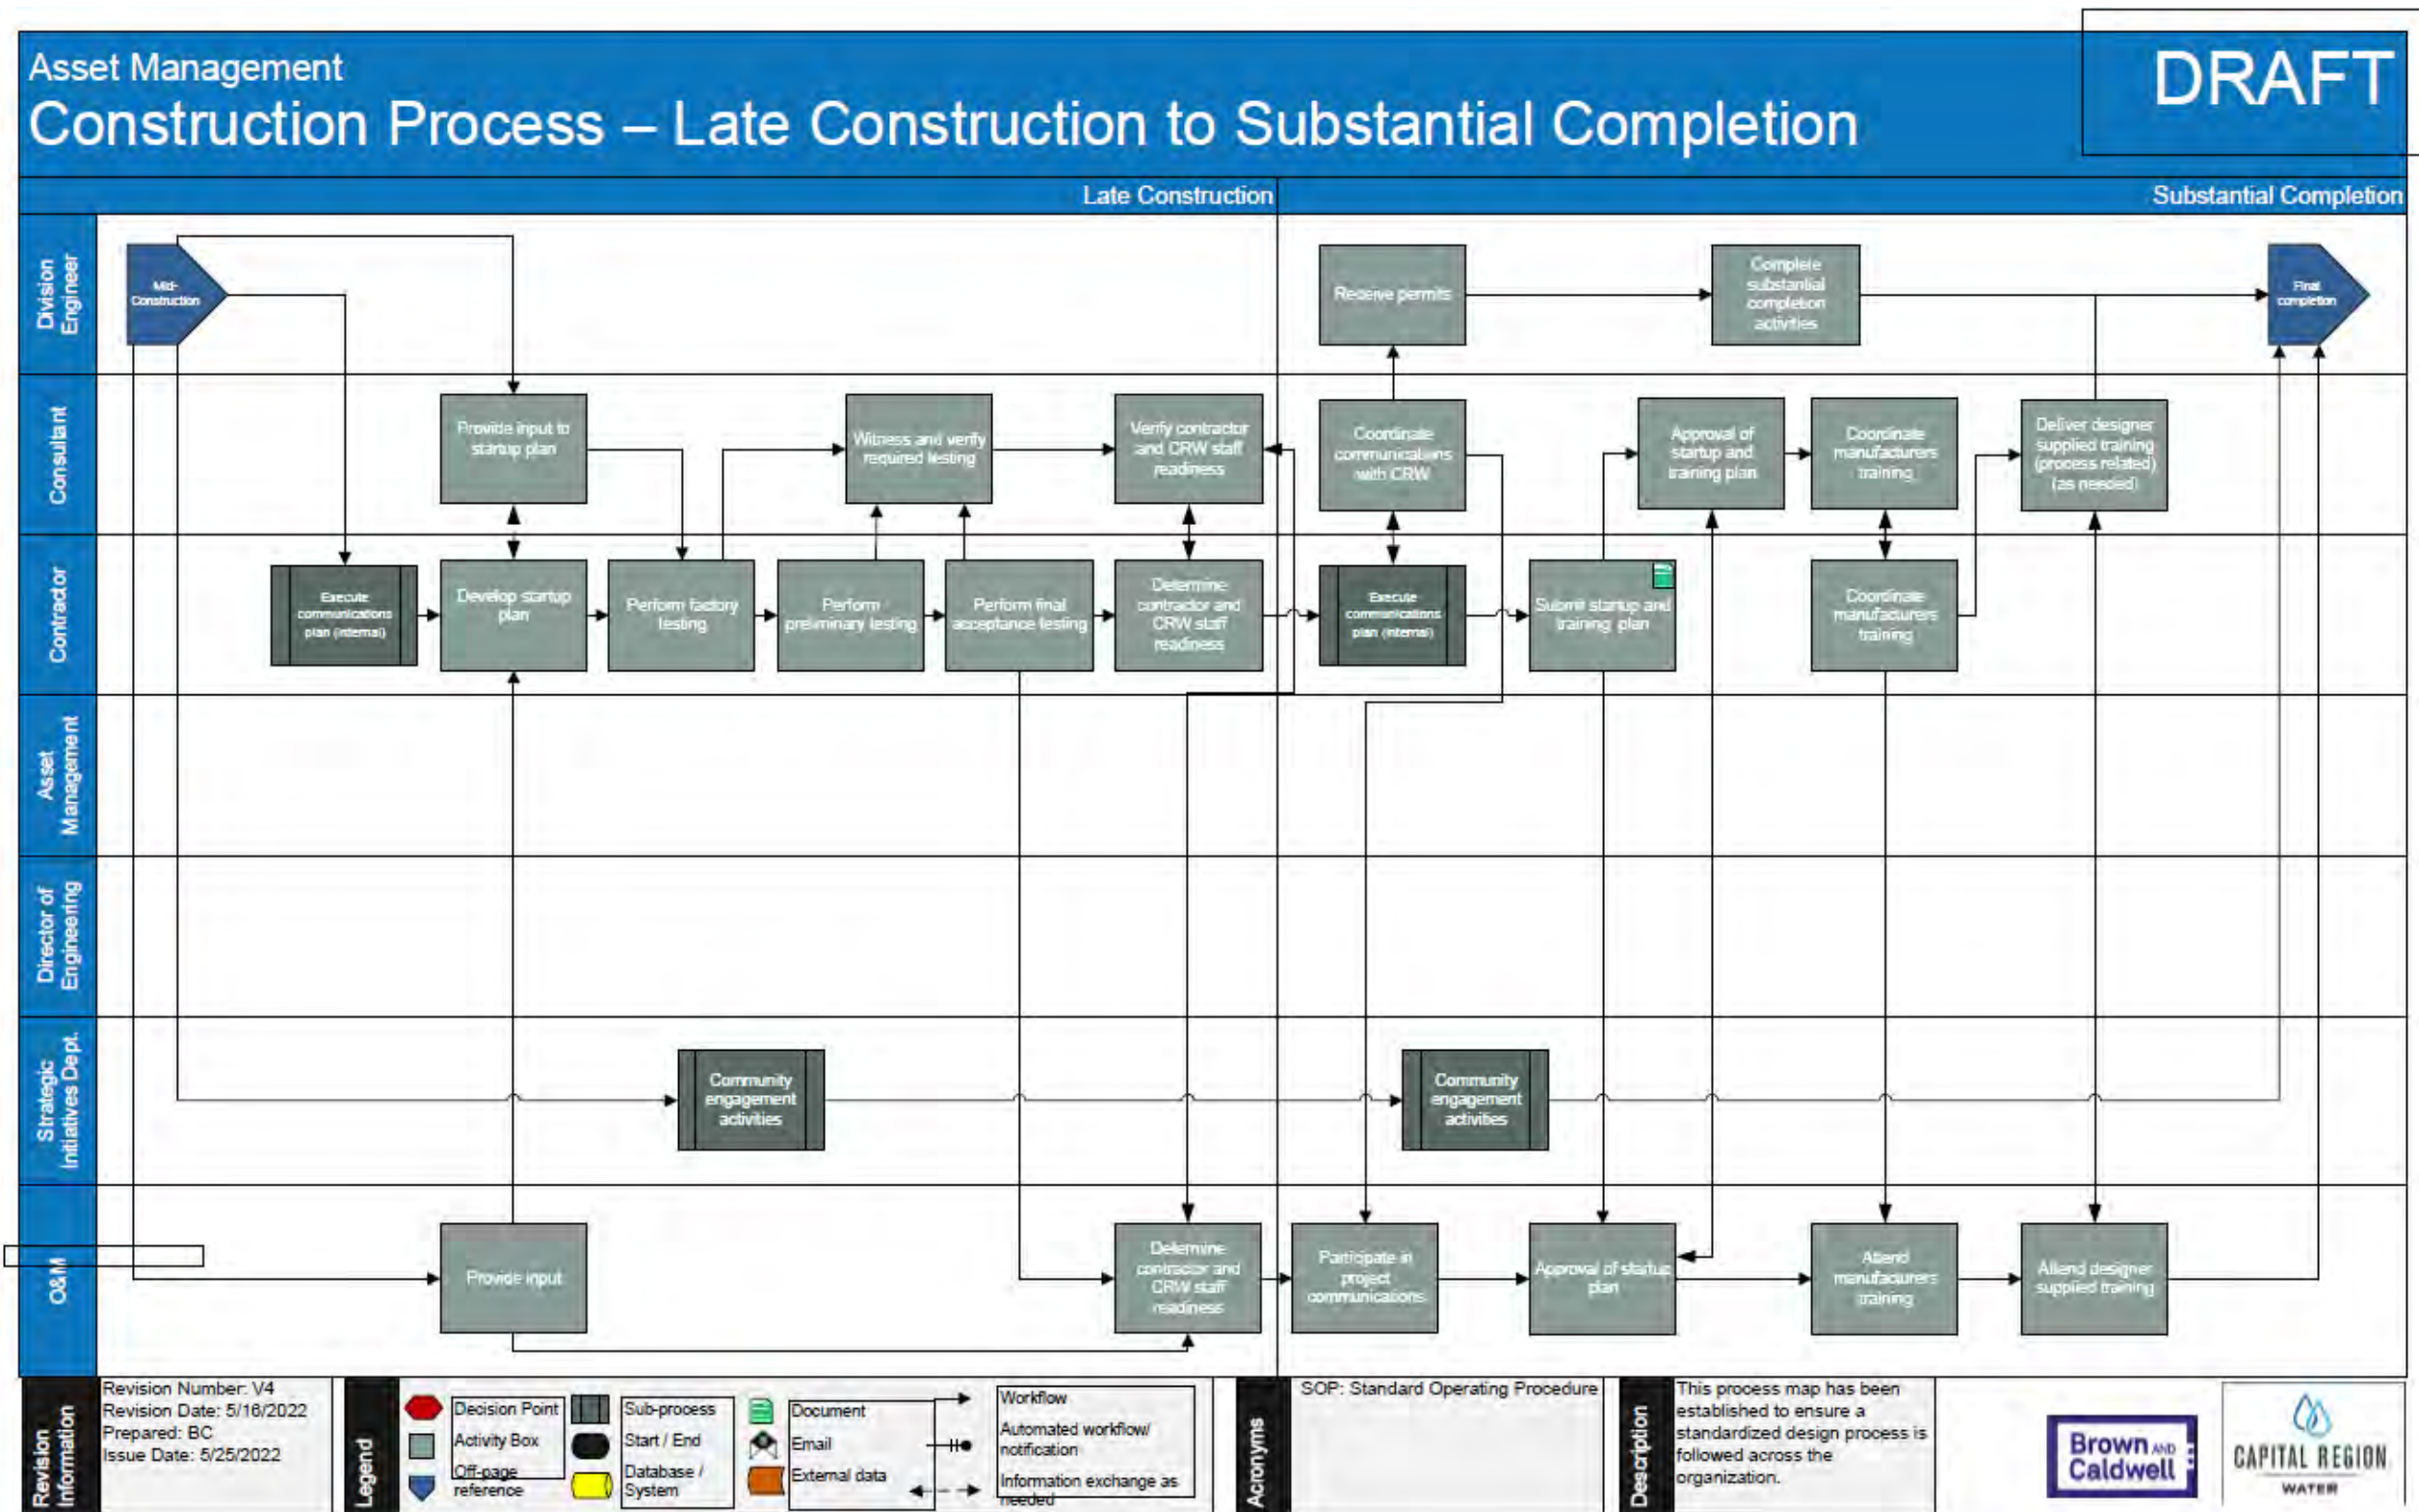 Asset Management
Construction Process – Late Construction to Substantial Completion
DRAFT
Late Construction
Substantial Completion
Division
Engineer
Mid-
Construction
Receive permits
Complete
substantial
completion
activities
Final
completion
Consultant
Provide input to
startup plan
Witness and verify
required testing
Verify contractor
and CRW staff
readiness
Coordinate
communications
with CRW
Approval of
startup and
training plan
Coordinate
manufacturers
training
Deliver designer
supplied training
(process related)
(as needed)
Contractor
Execute
communications
plan (internal)
Develop startup
plan
Perform factory
testing
Perform
preliminary testing
Perform final
acceptance testing
Determine
contractor and
CRW staff
readiness
Execute
communications
plan (internal)
Submit startup and
training plan
Coordinate
manufacturers
training
Asset
Management
Director of
Engineering
Strategic
Initiatives Dept.
Community
engagement
activities
Community
engagement
activities
O&M
Provide input
Determine
contractor and
CRW staff
readiness
Participate in
project
communications
Approval of startup
plan
Attend
manufacturers
training
Attend designer
supplied training
Revision
Information
Revision Number: V4
Revision Date: 5/16/2022
Prepared: BC
Issue Date: 5/25/2022
Legend
Decision Point
Activity Box
Off-page
reference
Sub-process
Start / End
Database /
System
Document
Email
External data
Workflow
Automated workflow/
notification
Information exchange as
needed
Acronyms
SOP: Standard Operating Procedure
Description
This process map has been
established to ensure a
standardized design process is
followed across the
organization.
Brown AND
Caldwell
CAPITAL REGION
WATER